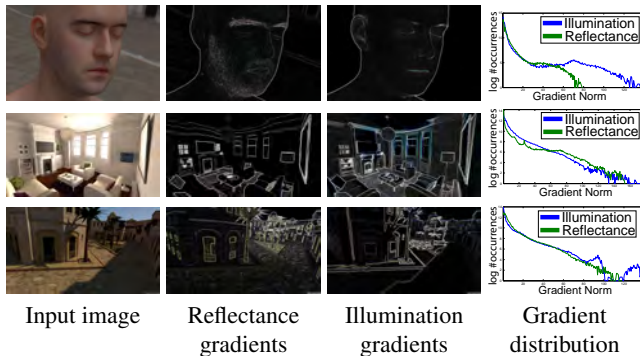 Illumination
Reflectance
log #occurrences
Gradient Norm
Illumination
Reflectance
log #occurrences
Gradient Norm
Illumination
Reflectance
log #occurrences
Gradient Norm
Input image
Reflectance
gradients
Illumination
gradients
Gradient
distribution